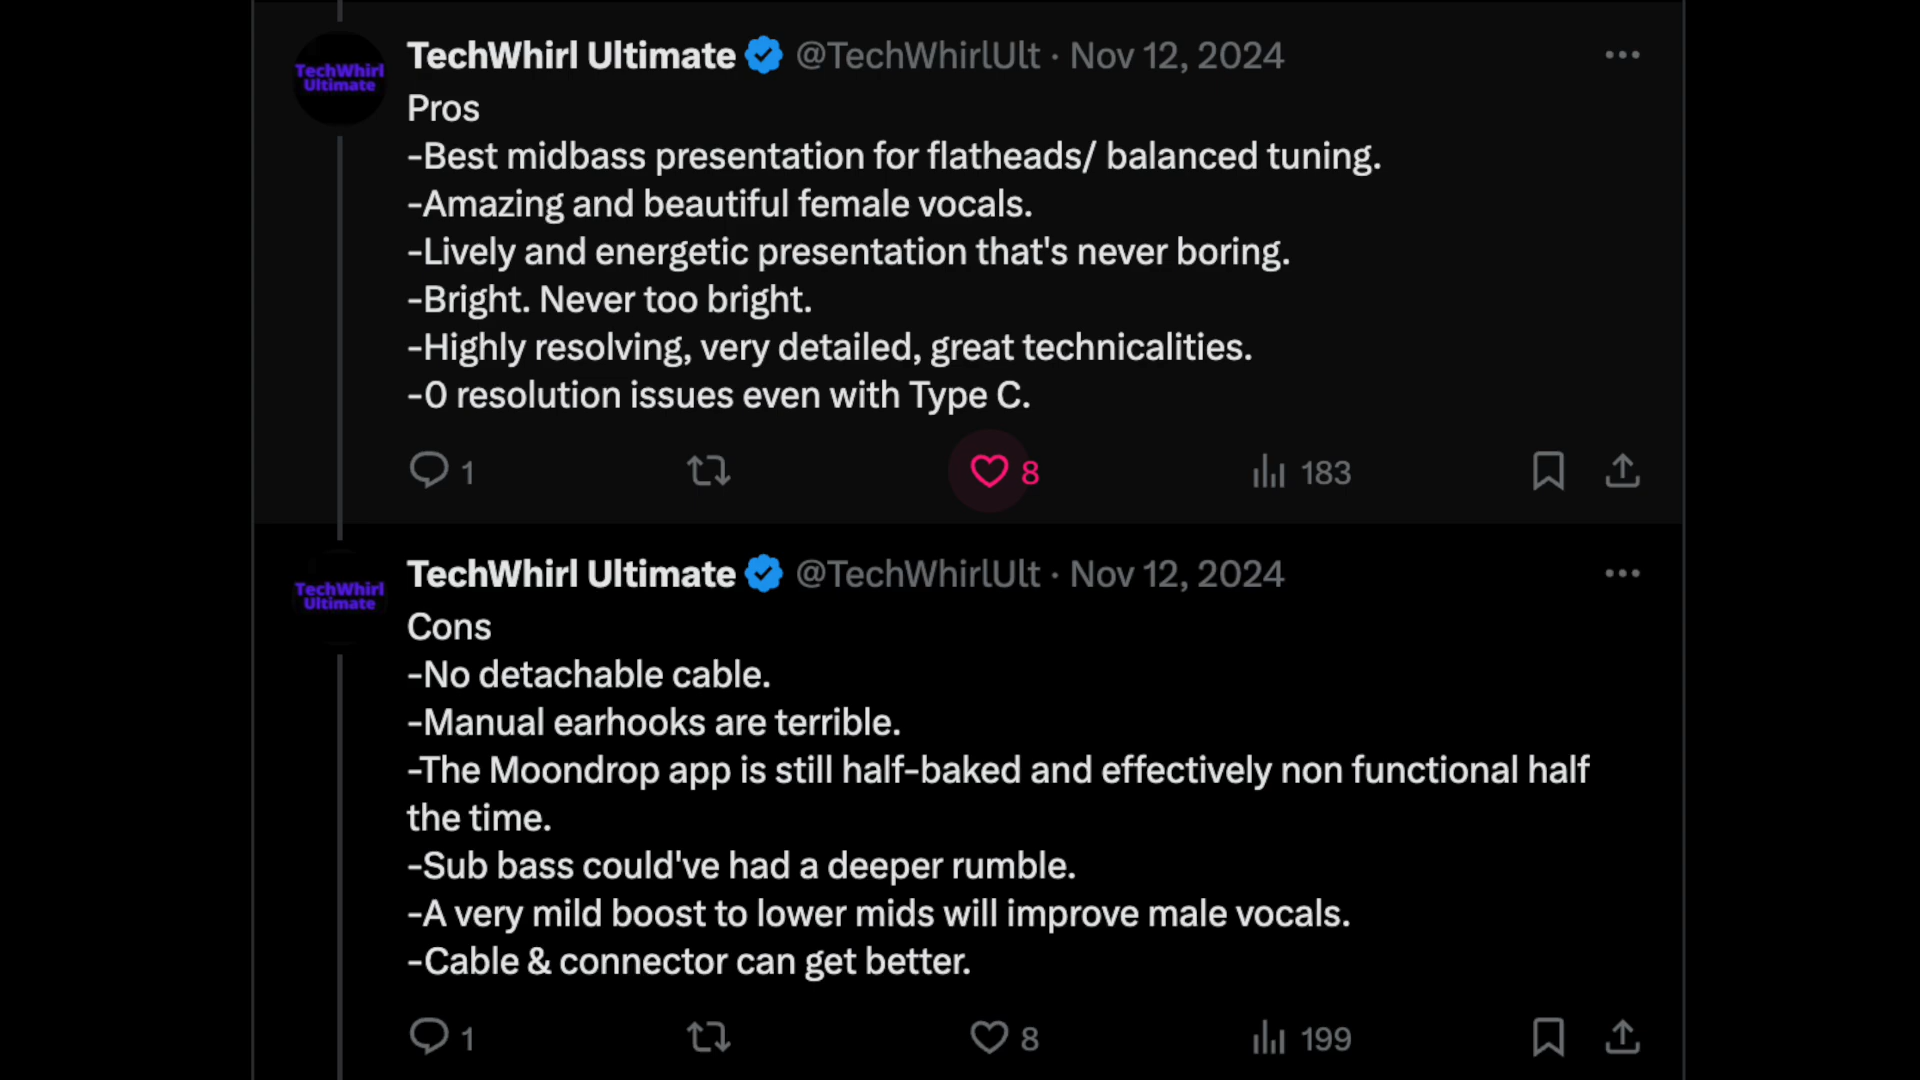 TechWhirl Ultimate @TechWhirlUlt · Nov 12, 2024
TechWhirl
Ultimate
Pros
-Best midbass presentation for flatheads/ balanced tuning.
-Amazing and beautiful female vocals.
-Lively and energetic presentation that's never boring.
-Bright. Never too bright.
-Highly resolving, very detailed, great technicalities.
-0 resolution issues even with Type C.
1 8 183
TechWhirl Ultimate @TechWhirlUlt · Nov 12, 2024
TechWhirl
Ultimate
Cons
-No detachable cable.
-Manual earhooks are terrible.
-The Moondrop app is still half-baked and effectively non functional half
the time.
-Sub bass could've had a deeper rumble.
-A very mild boost to lower mids will improve male vocals.
-Cable & connector can get better.
1 8 199